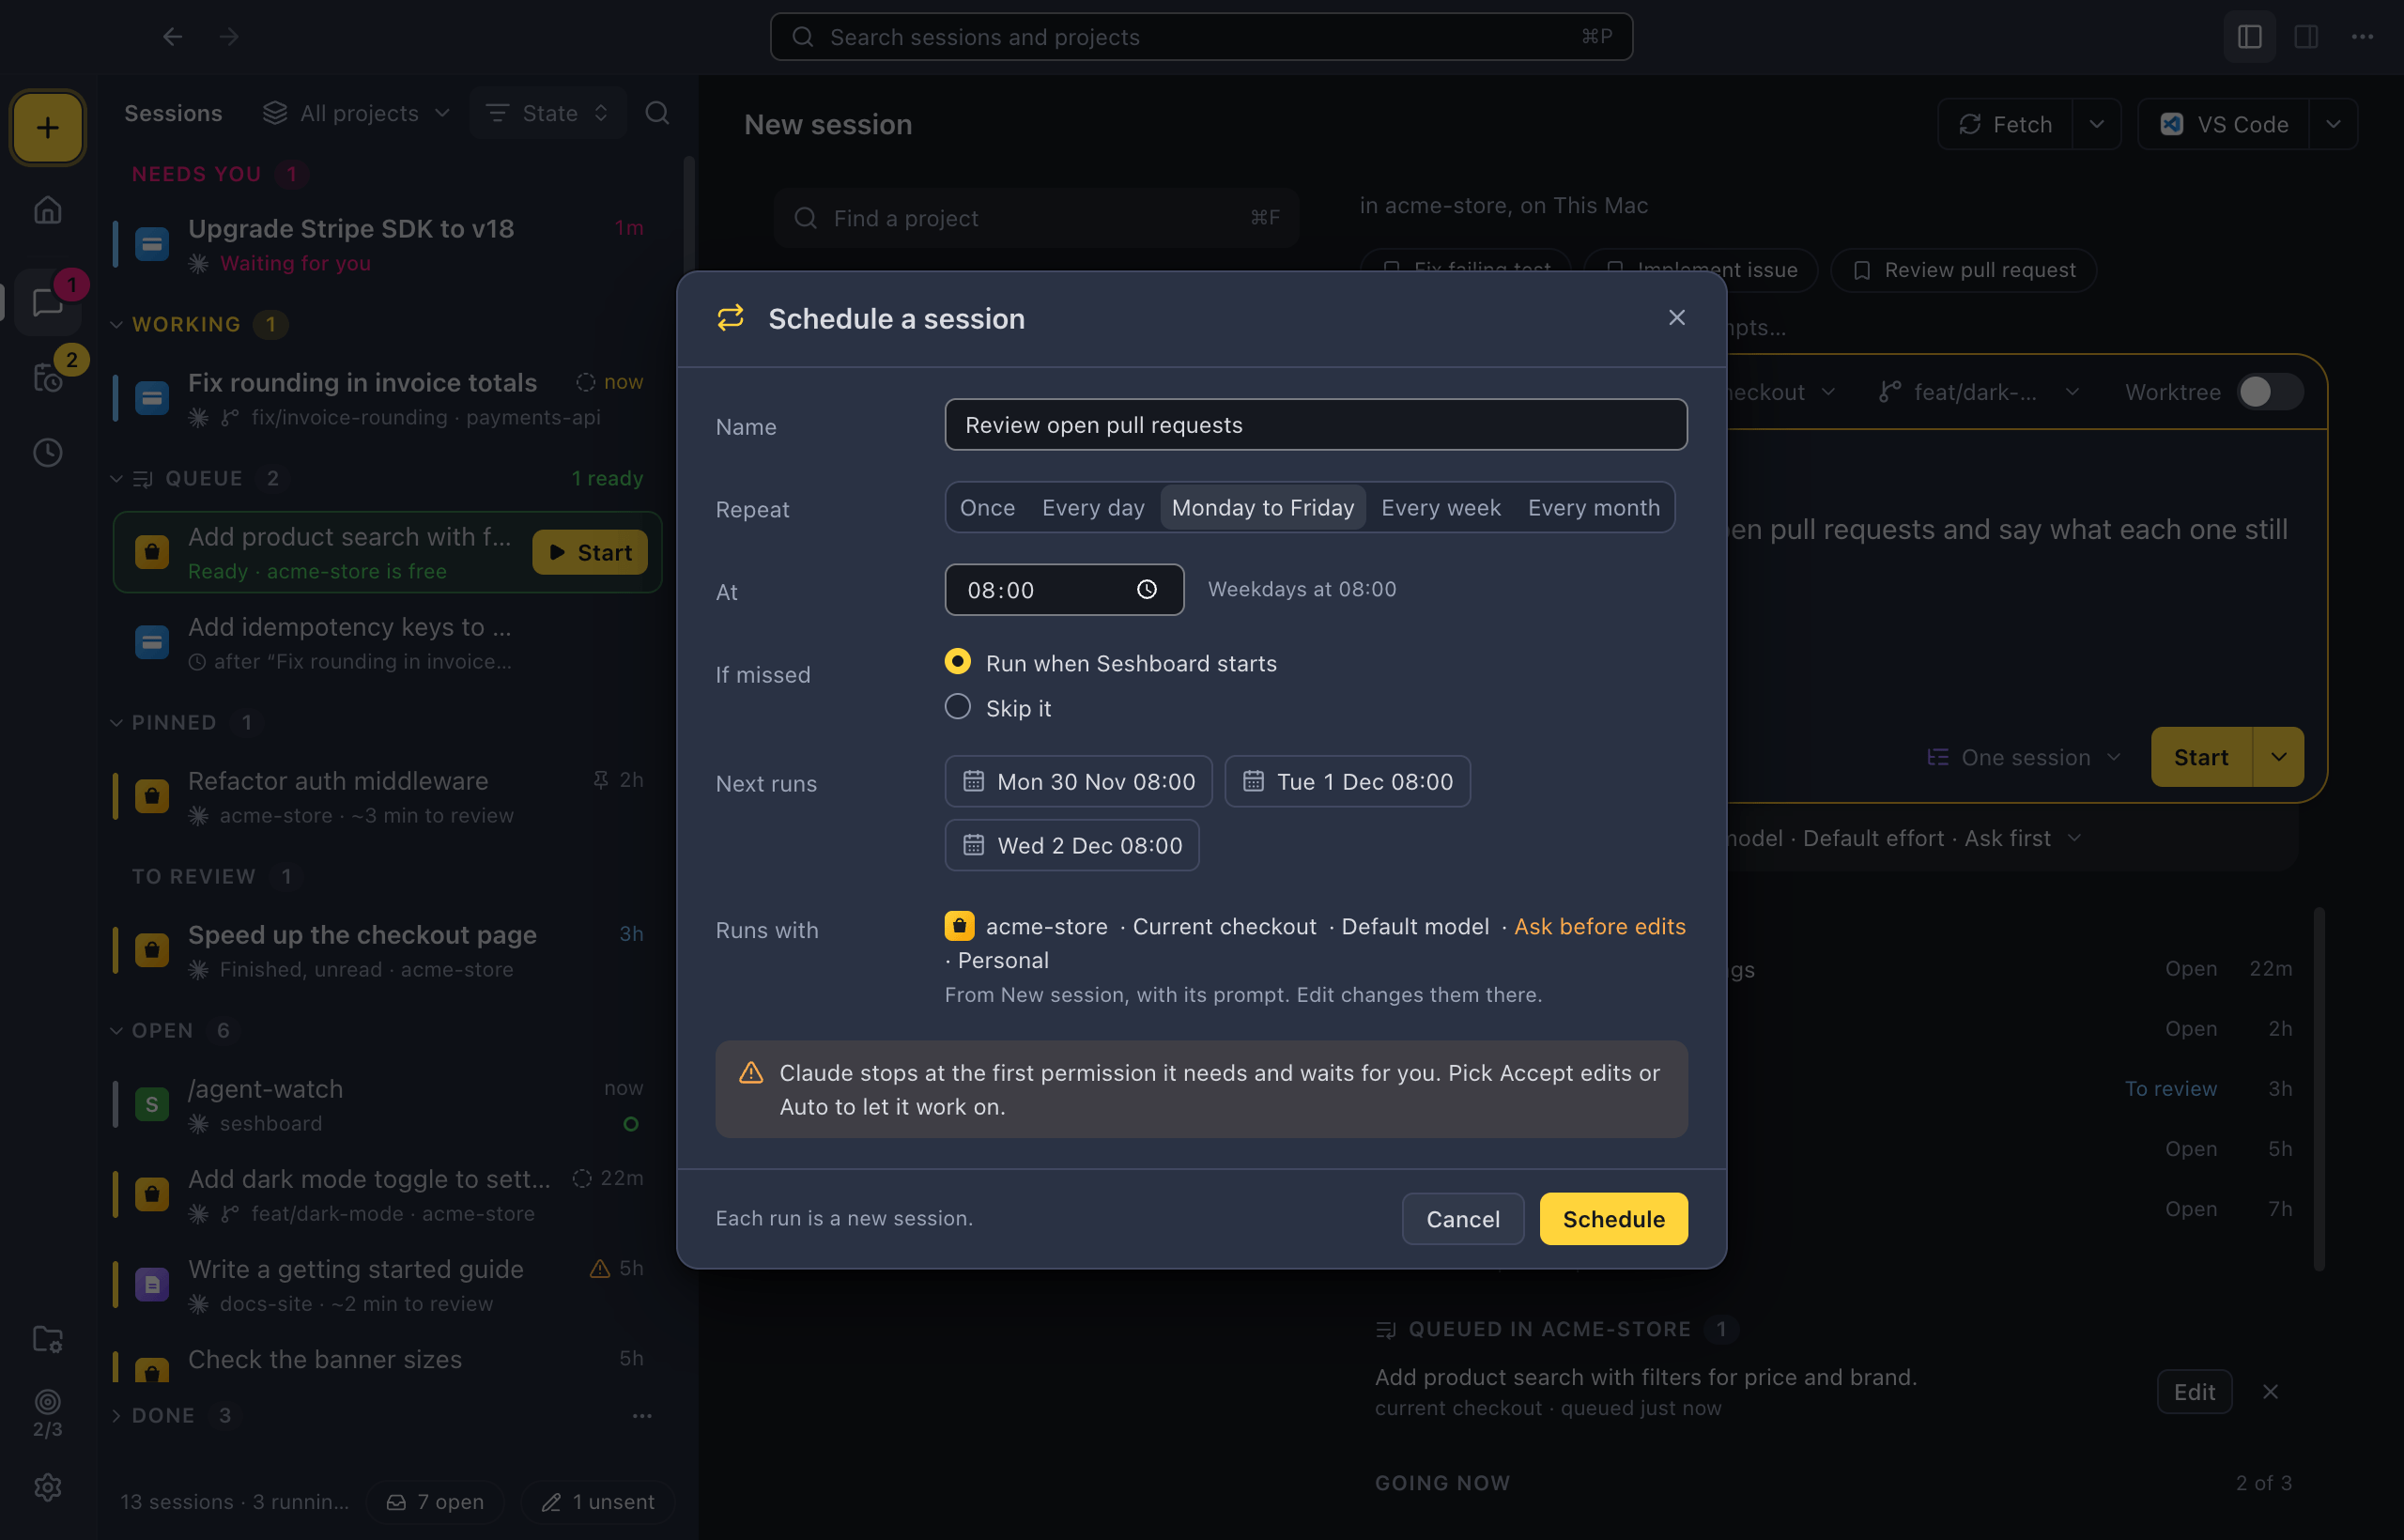 Search sessions and projects
⌘P
Sessions
All projects
State
NEEDS YOU 1
Upgrade Stripe SDK to v18
1m
Waiting for you
1
WORKING 1
2
Fix rounding in invoice totals
now
fix/invoice-rounding · payments-api
QUEUE 2
1 ready
Add product search with f...
Start
Ready · acme-store is free
Add idempotency keys to ...
after “Fix rounding in invoice...
PINNED 1
Refactor auth middleware
2h
acme-store · ~3 min to review
TO REVIEW 1
Speed up the checkout page
3h
Finished, unread · acme-store
OPEN 6
/agent-watch
now
S
seshboard
Add dark mode toggle to sett...
22m
feat/dark-mode · acme-store
Write a getting started guide
5h
docs-site · ~2 min to review
Check the banner sizes
5h
2/3
DONE 3
13 sessions · 3 runnin...
7 open
1 unsent
New session
Fetch
VS Code
Find a project
⌘F
in acme-store, on This Mac
Fix failing test
Implement issue
Review pull request
mpts...
heckout
feat/dark-...
Worktree
pen pull requests and say what each one still
One session
Start
model · Default effort · Ask first
gs
Open 22m
Open 2h
To review 3h
Open 5h
Open 7h
QUEUED IN ACME-STORE 1
Add product search with filters for price and brand.
current checkout · queued just now
Edit
GOING NOW
2 of 3
Schedule a session
Name
Review open pull requests
Repeat
Once
Every day
Monday to Friday
Every week
Every month
At
08:00
Weekdays at 08:00
If missed
Run when Seshboard starts
Skip it
Next runs
Mon 30 Nov 08:00
Tue 1 Dec 08:00
Wed 2 Dec 08:00
Runs with
acme-store · Current checkout · Default model · Ask before edits
· Personal
From New session, with its prompt. Edit changes them there.
Claude stops at the first permission it needs and waits for you. Pick Accept edits or
Auto to let it work on.
Each run is a new session.
Cancel
Schedule